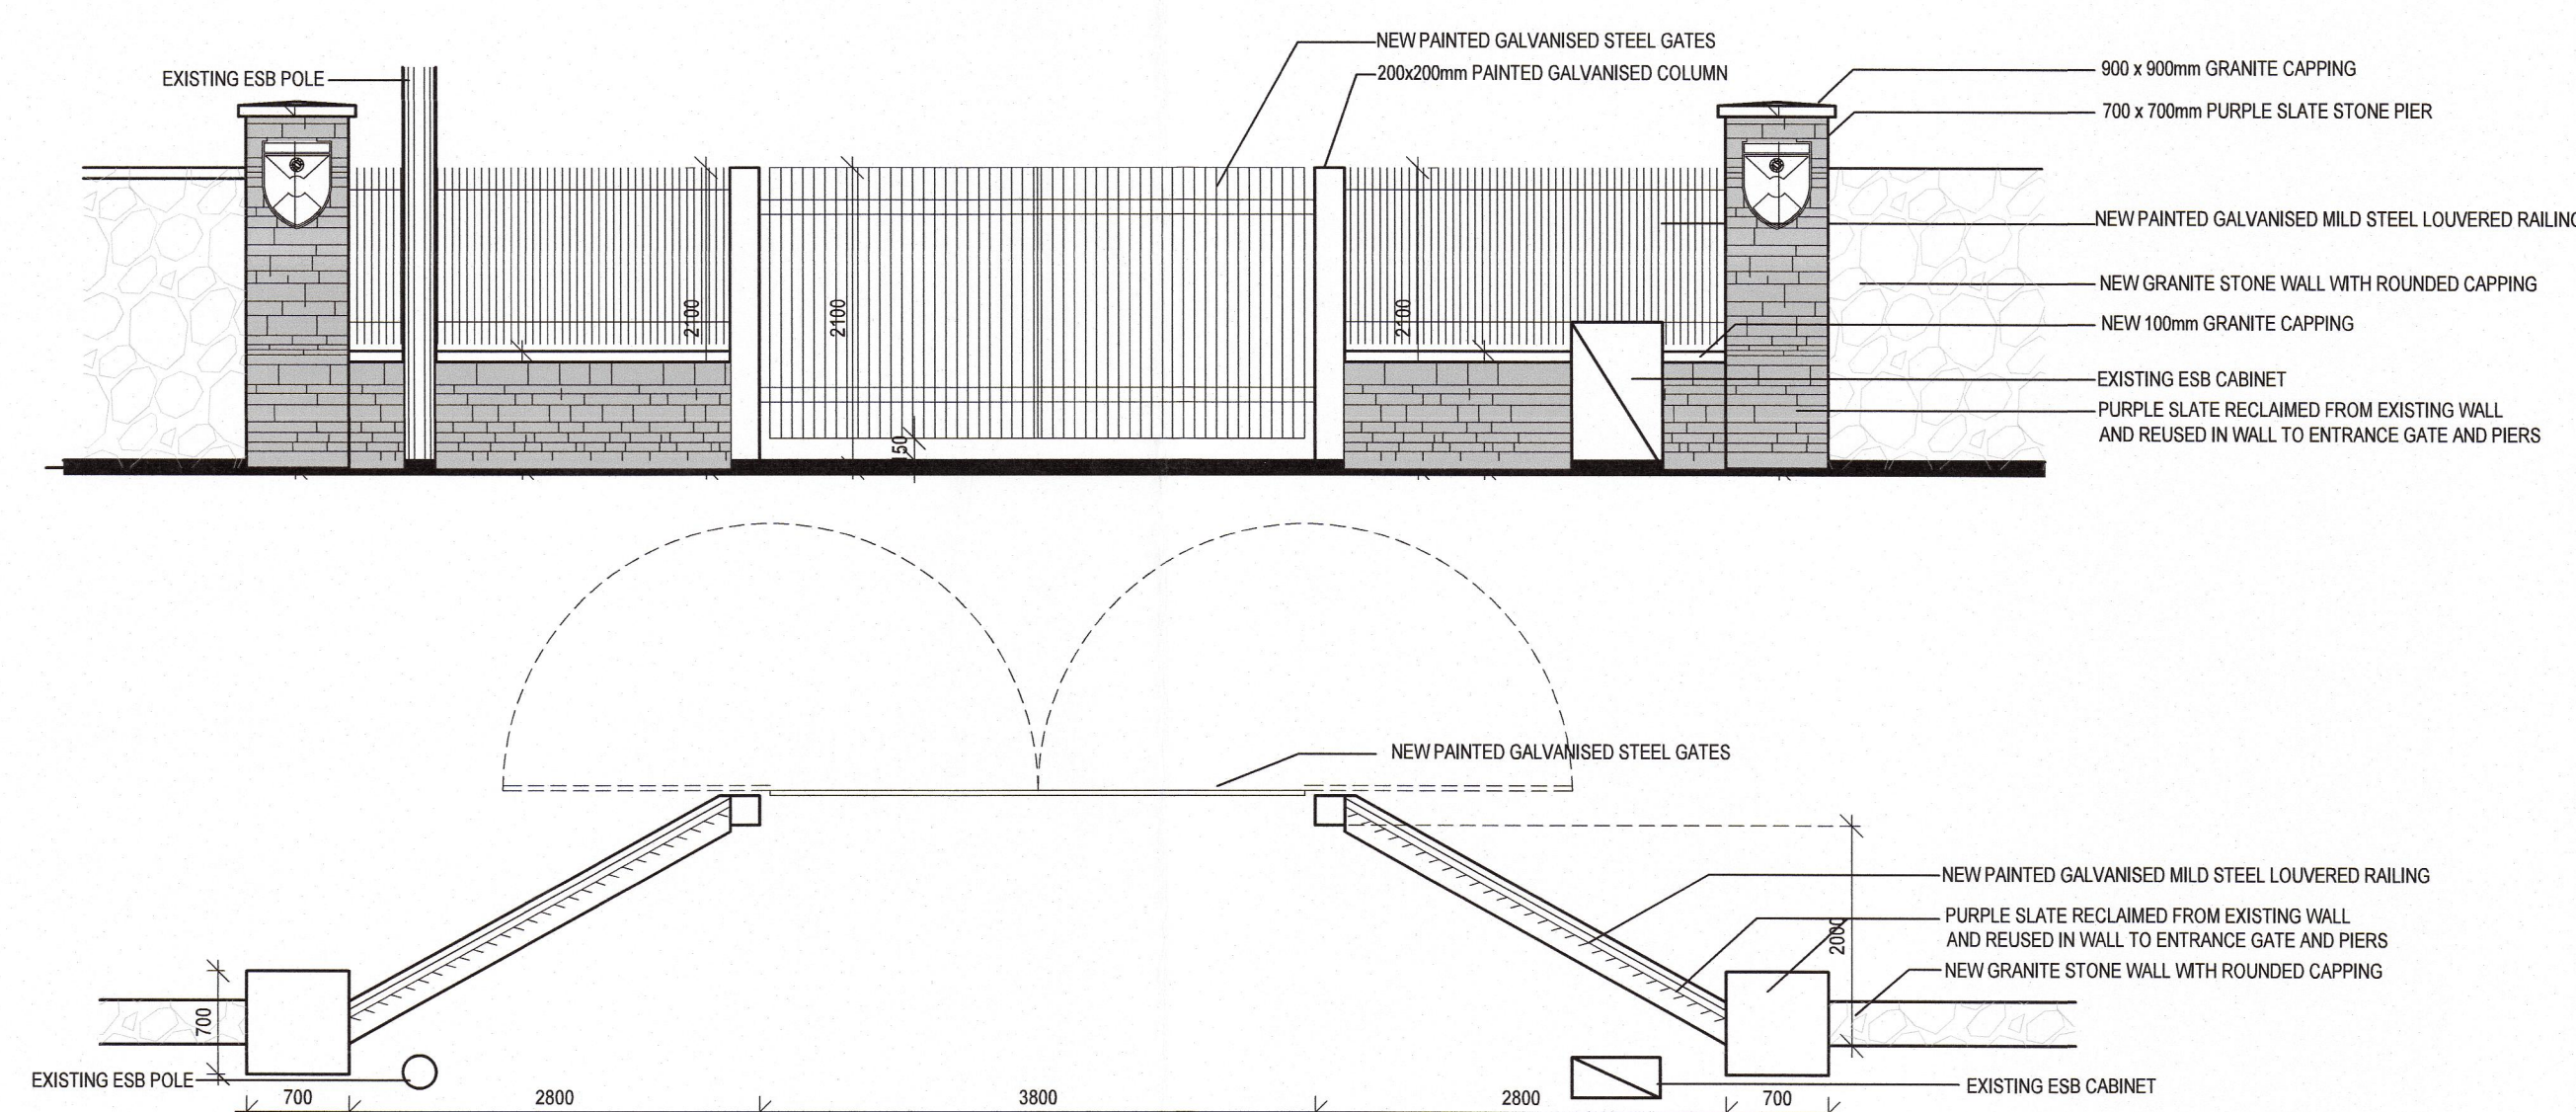 NEW PAINTED GALVANISED STEEL GATES
EXISTING ESB POLE
200x200mm PAINTED GALVANISED COLUMN
900 x 900mm GRANITE CAPPING
700 x 700mm PURPLE SLATE STONE PIER
NEW PAINTED GALVANISED MILD STEEL LOUVERED RAILING
NEW GRANITE STONE WALL WITH ROUNDED CAPPING
2100
2100
2100
NEW 100mm GRANITE CAPPING
EXISTING ESB CABINET
PURPLE SLATE RECLAIMED FROM EXISTING WALL
AND REUSED IN WALL TO ENTRANCE GATE AND PIERS
150
NEW PAINTED GALVANISED STEEL GATES
NEW PAINTED GALVANISED MILD STEEL LOUVERED RAILING
PURPLE SLATE RECLAIMED FROM EXISTING WALL
AND REUSED IN WALL TO ENTRANCE GATE AND PIERS
2000
NEW GRANITE STONE WALL WITH ROUNDED CAPPING
700
EXISTING ESB POLE
EXISTING ESB CABINET
700 2800 3800 2800 700